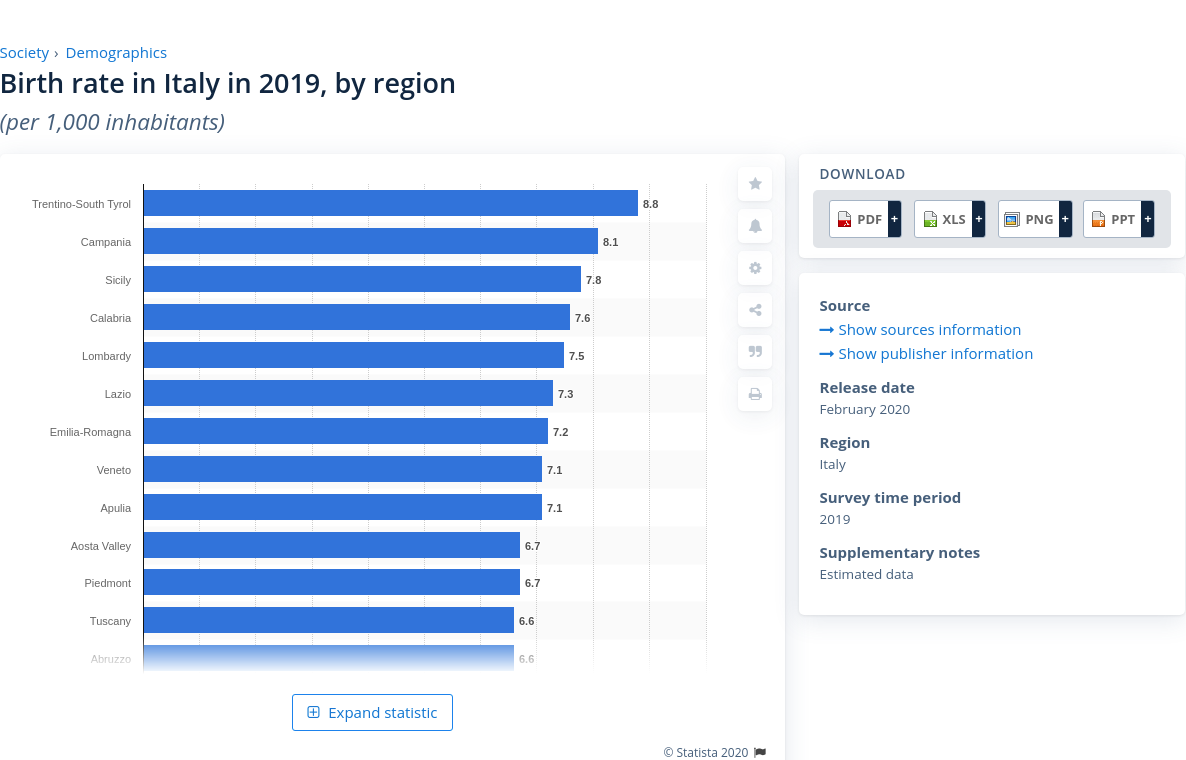 Society › Demographics
Birth rate in Italy in 2019, by region
(per 1,000 inhabitants)
Trentino-South Tyrol 8.8
Campania 8.1
Sicily 7.8
Calabria 7.6
Lombardy 7.5
Lazio 7.3
Emilia-Romagna 7.2
Veneto 7.1
Apulia 7.1
Aosta Valley 6.7
Piedmont 6.7
Tuscany 6.6
Abruzzo 6.6
Expand statistic
© Statista 2020
DOWNLOAD
PDF + XLS + PNG + PPT +
Source
Show sources information
Show publisher information
Release date
February 2020
Region
Italy
Survey time period
2019
Supplementary notes
Estimated data